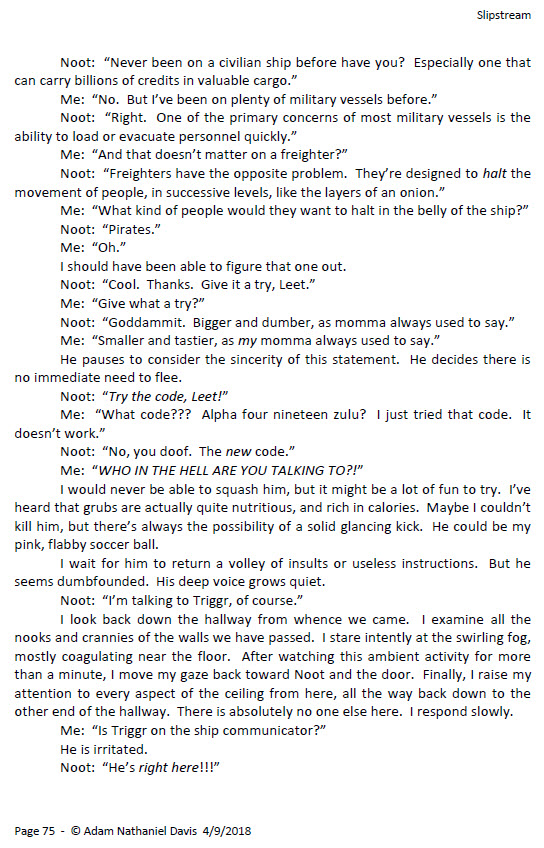 Slipstream
Noot:  “Never been on a civilian ship before have you?  Especially one that
can carry billions of credits in valuable cargo.”
Me:  “No.  But I’ve been on plenty of military vessels before.”
Noot:  “Right.  One of the primary concerns of most military vessels is the
ability to load or evacuate personnel quickly.”
Me:  “And that doesn’t matter on a freighter?”
Noot:  “Freighters have the opposite problem.  They’re designed to halt the
movement of people, in successive levels, like the layers of an onion.”
Me:  “What kind of people would they want to halt in the belly of the ship?”
Noot:  “Pirates.”
Me:  “Oh.”
I should have been able to figure that one out.
Noot:  “Cool.  Thanks.  Give it a try, Leet.”
Me:  “Give what a try?”
Noot:  “Goddammit.  Bigger and dumber, as momma always used to say.”
Me:  “Smaller and tastier, as my momma always used to say.”
He pauses to consider the sincerity of this statement.  He decides there is
no immediate need to flee.
Noot:  “Try the code, Leet!”
Me:  “What code???  Alpha four nineteen zulu?  I just tried that code.  It
doesn’t work.”
Noot:  “No, you doof.  The new code.”
Me:  “WHO IN THE HELL ARE YOU TALKING TO?!”
I would never be able to squash him, but it might be a lot of fun to try.  I’ve
heard that grubs are actually quite nutritious, and rich in calories.  Maybe I couldn’t
kill him, but there’s always the possibility of a solid glancing kick.  He could be my
pink, flabby soccer ball.
I wait for him to return a volley of insults or useless instructions.  But he
seems dumbfounded.  His deep voice grows quiet.
Noot:  “I’m talking to Triggr, of course.”
I look back down the hallway from whence we came.  I examine all the
nooks and crannies of the walls we have passed.  I stare intently at the swirling fog,
mostly coagulating near the floor.  After watching this ambient activity for more
than a minute, I move my gaze back toward Noot and the door.  Finally, I raise my
attention to every aspect of the ceiling from here, all the way back down to the
other end of the hallway.  There is absolutely no one else here.  I respond slowly.
Me:  “Is Triggr on the ship communicator?”
He is irritated.
Noot:  “He’s right here!!!”
Page 75  -  © Adam Nathaniel Davis  4/9/2018